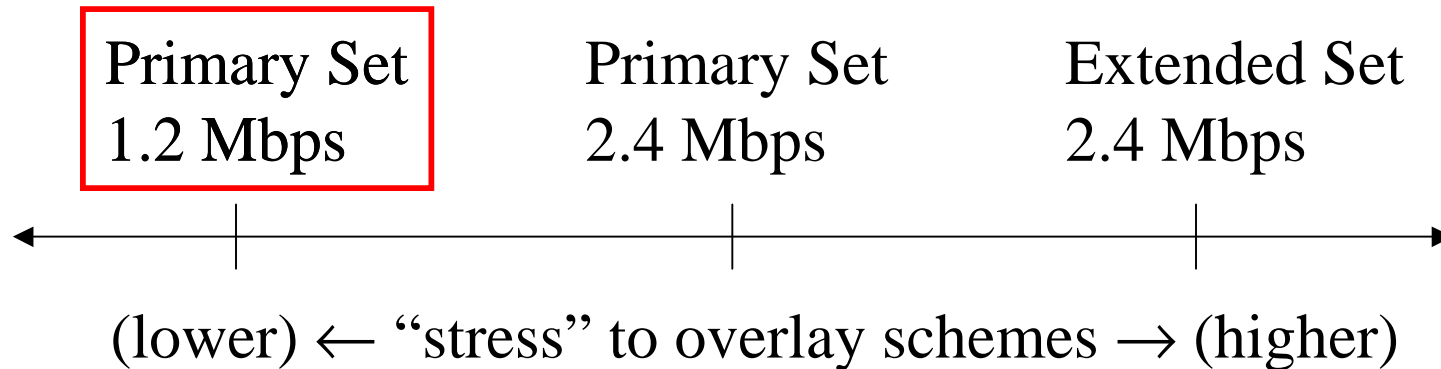 Primary Set
1.2 Mbps
Primary Set
2.4 Mbps
Extended Set
2.4 Mbps
(lower) ← “stress” to overlay schemes → (higher)